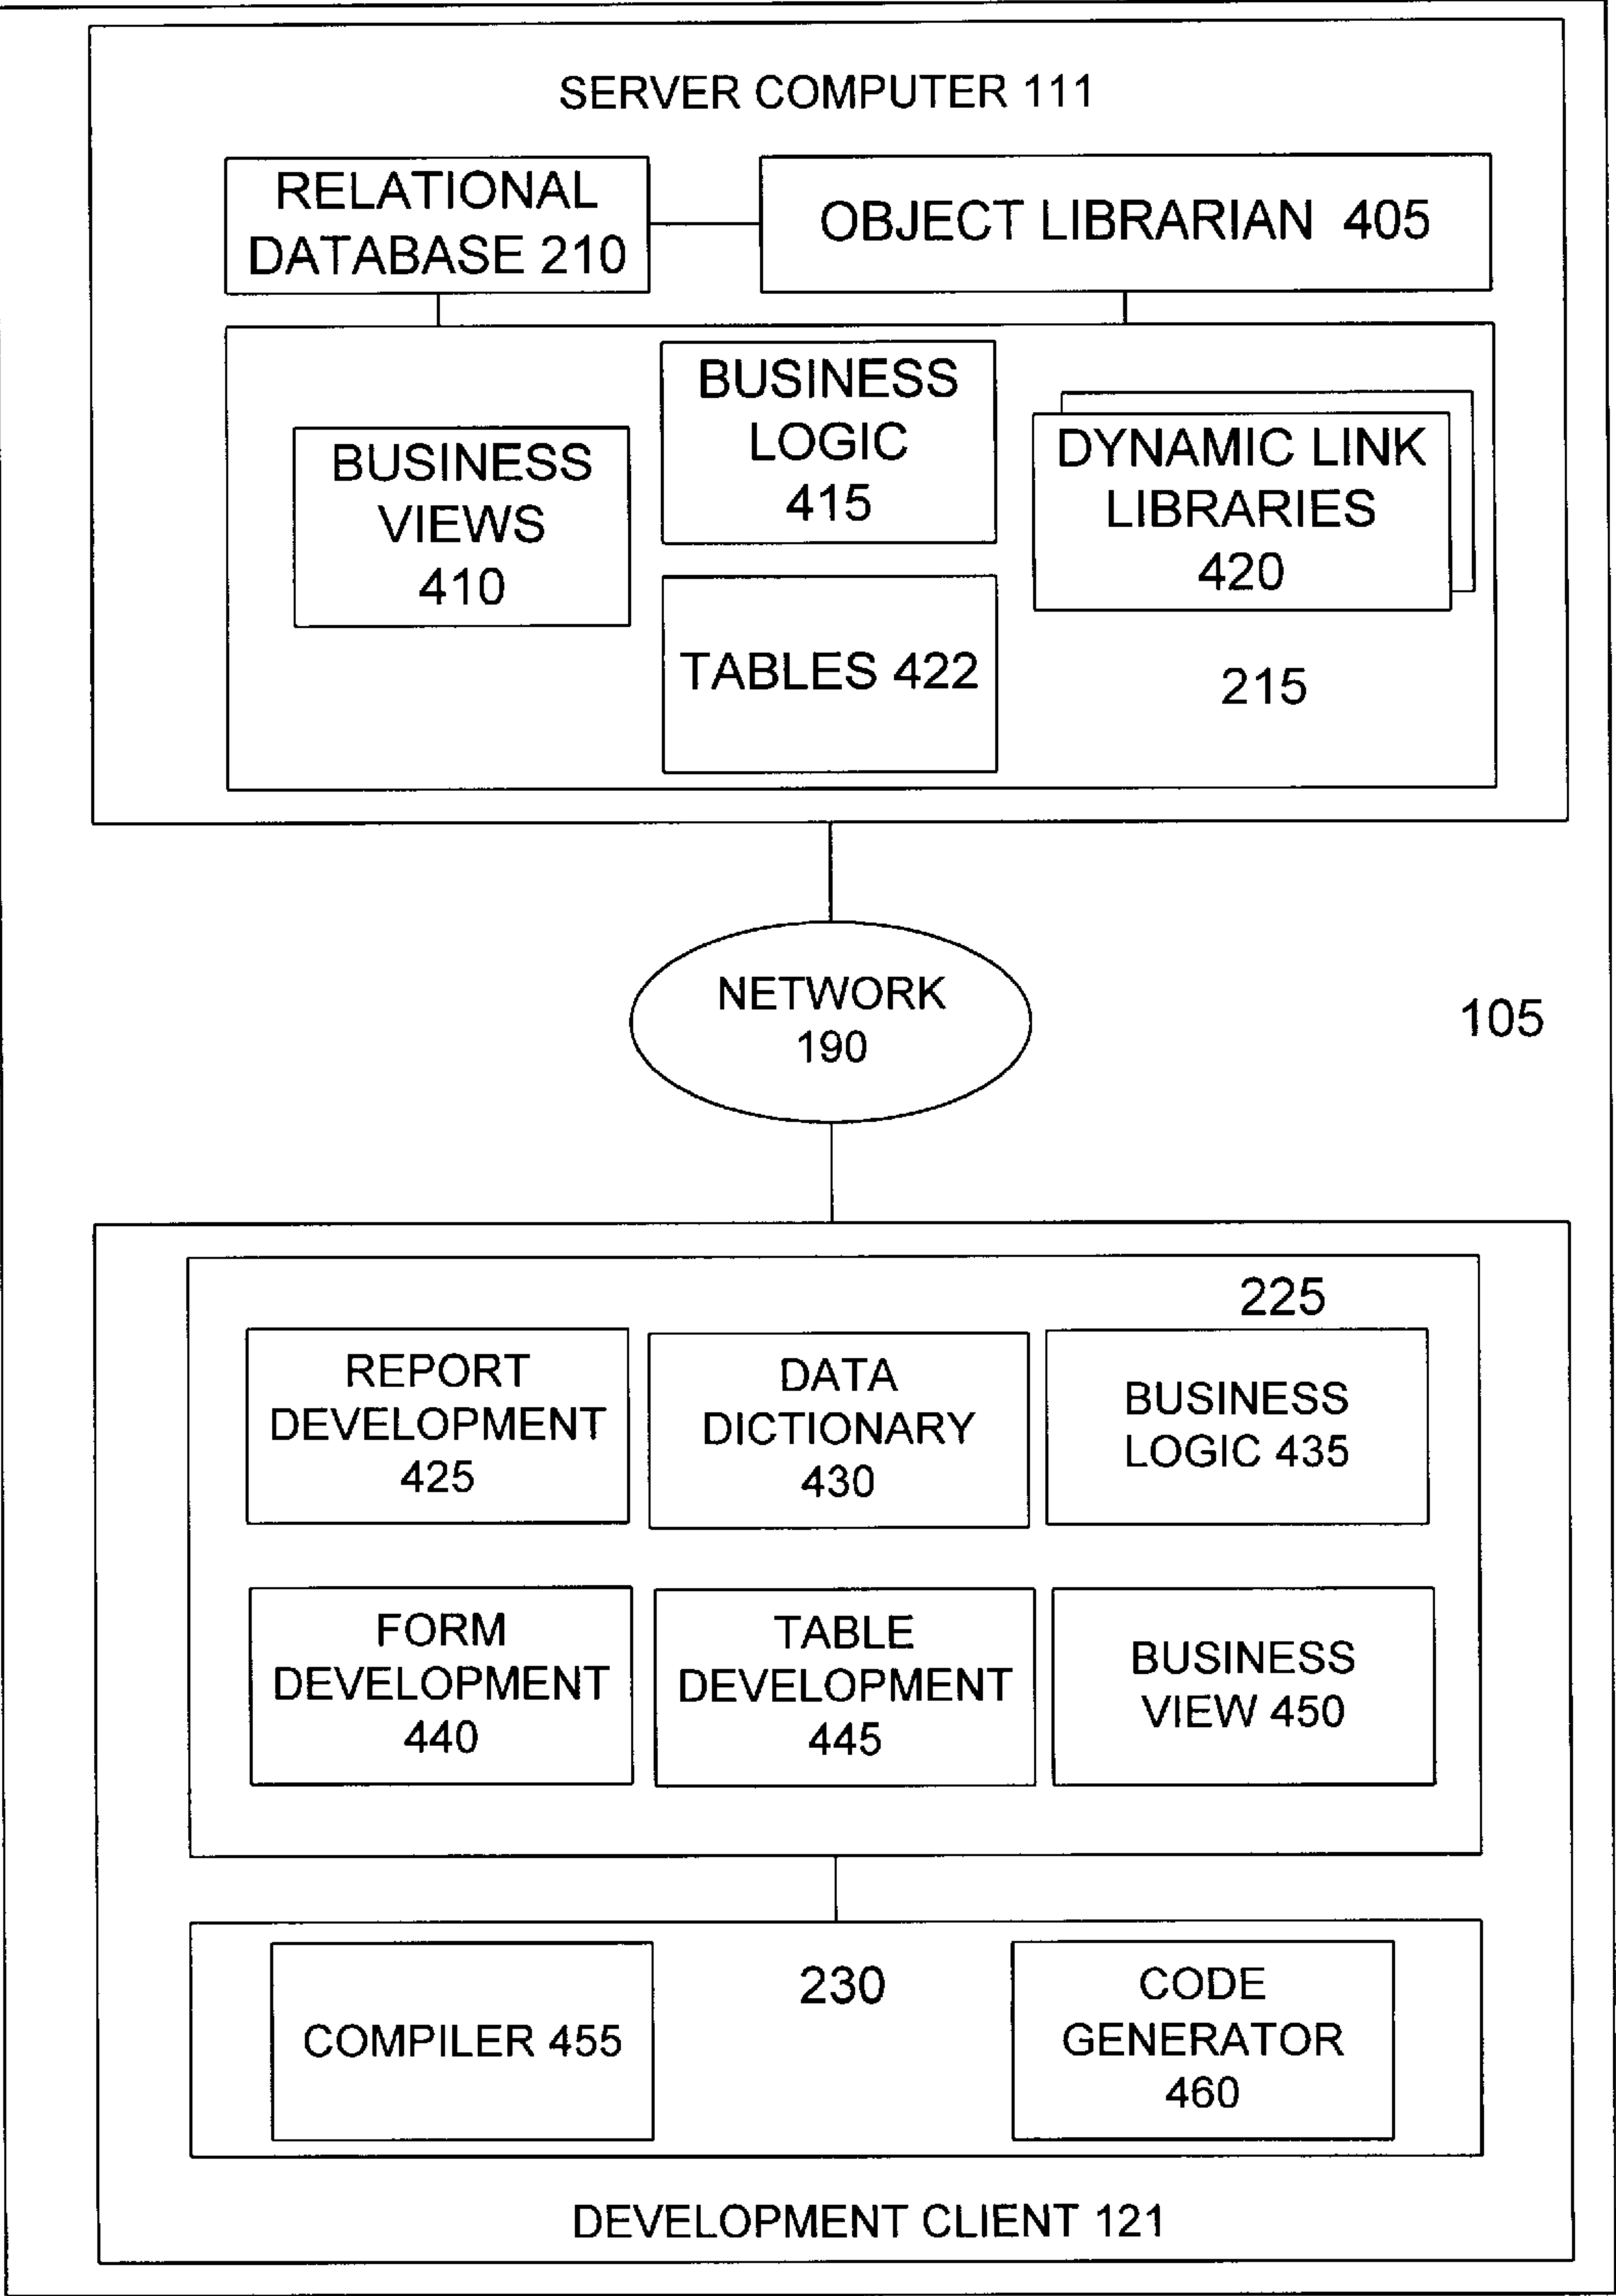 SERVER COMPUTER 111
RELATIONAL
DATABASE 210
OBJECT LIBRARIAN 405
BUSINESS
VIEWS
410
BUSINESS
LOGIC
415
DYNAMIC LINK
LIBRARIES
420
TABLES 422
215
NETWORK
190
105
225
REPORT
DEVELOPMENT
425
DATA
DICTIONARY
430
BUSINESS
LOGIC 435
FORM
DEVELOPMENT
440
TABLE
DEVELOPMENT
445
BUSINESS
VIEW 450
COMPILER 455
230
CODE
GENERATOR
460
DEVELOPMENT CLIENT 121